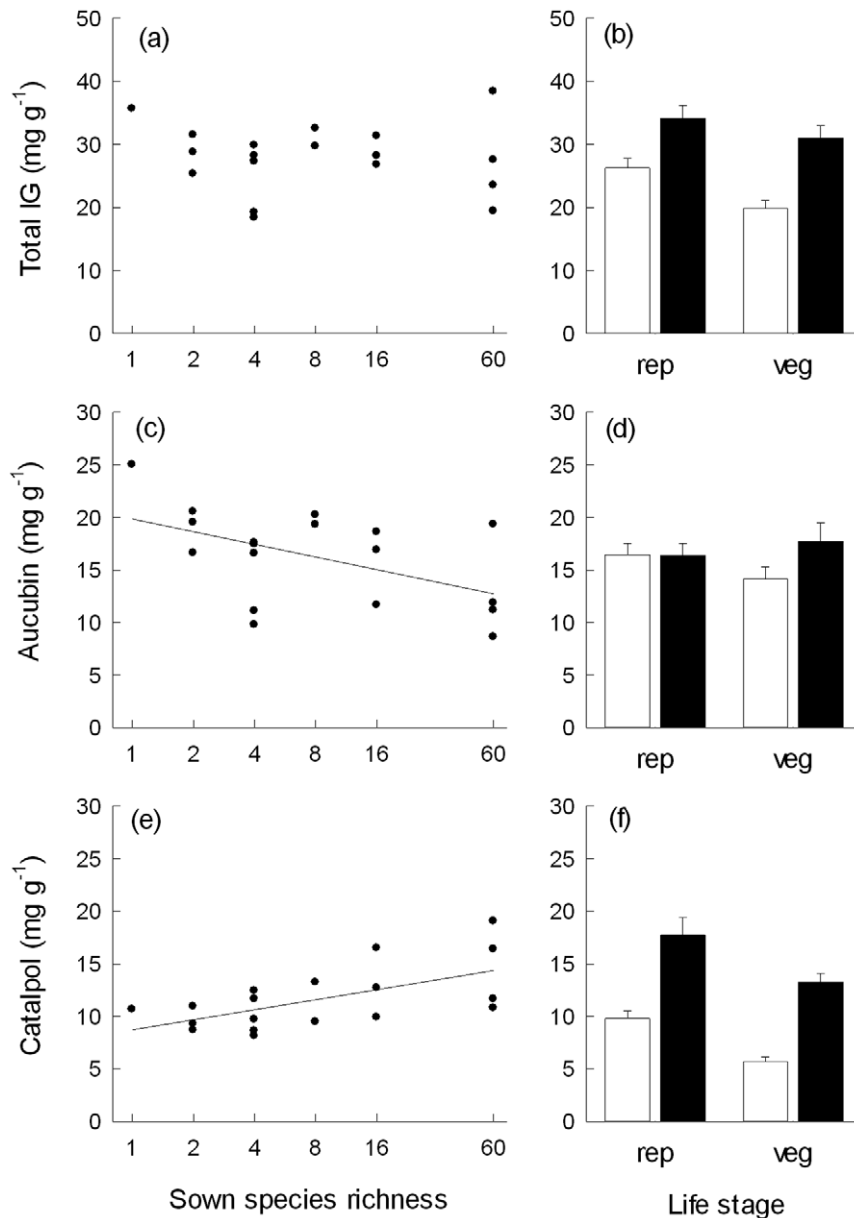 (a)
(b)
Total IG (mg g⁻¹)
50
40
30
20
10
0
1 2 4 8 16 60
50
40
30
20
10
0
rep veg
(c)
(d)
Aucubin (mg g⁻¹)
30
25
20
15
10
5
0
1 2 4 8 16 60
30
25
20
15
10
5
0
rep veg
(e)
(f)
Catalpol (mg g⁻¹)
30
25
20
15
10
5
0
1 2 4 8 16 60
30
25
20
15
10
5
0
rep veg
Sown species richness
Life stage